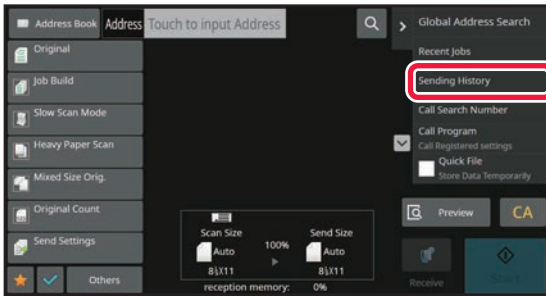 Address Book
Address
Touch to input Address
Original
Job Build
Slow Scan Mode
Heavy Paper Scan
Mixed Size Orig.
Original Count
Send Settings
Others
Scan Size
Auto
8½X11
100%
Send Size
Auto
8½X11
reception memory: 0%
Global Address Search
Recent Jobs
Sending History
Call Search Number
Call Program
Call Registered settings
Quick File
Store Data Temporarily
Preview
CA
Receive
Start